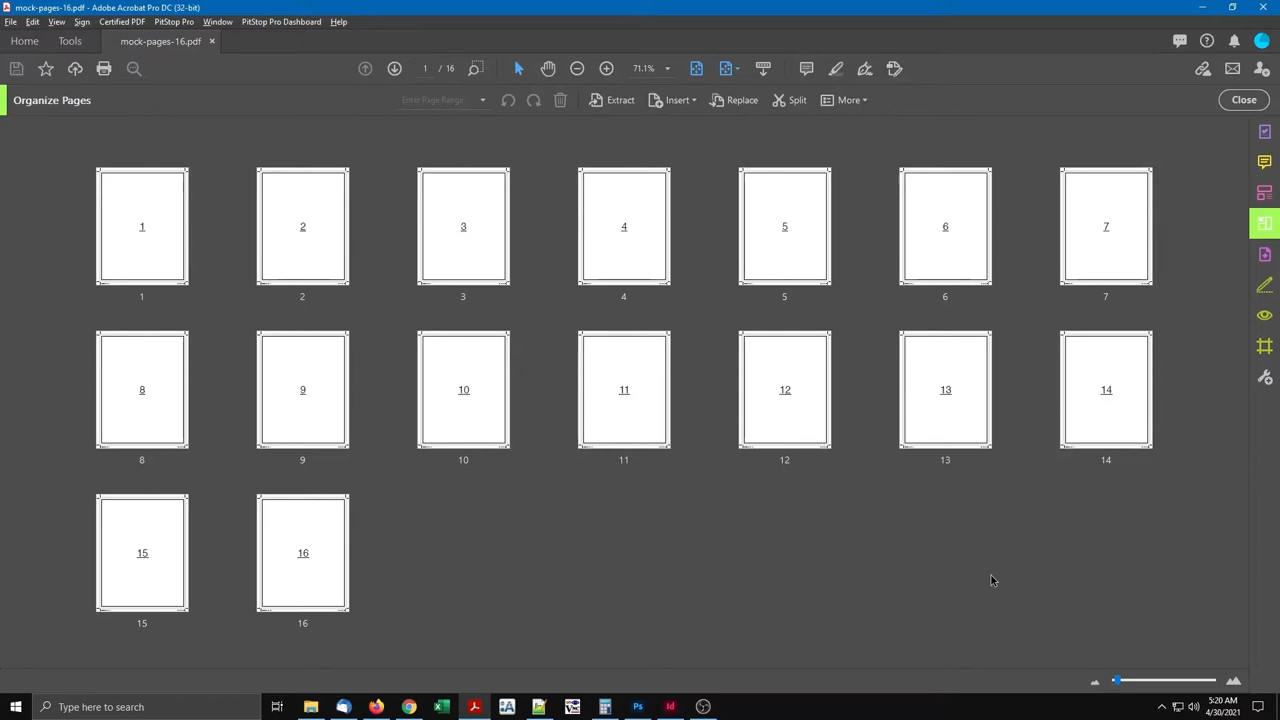 mock-pages-16.pdf - Adobe Acrobat Pro DC (32-bit)
File Edit View Sign Certified PDF PitStop Pro Window PitStop Pro Dashboard Help
Home Tools mock-pages-16.pdf
1 / 16 71.1%
Organize Pages Enter Page Range Extract Insert Replace Split More Close
1 2 3 4 5 6 7
1 2 3 4 5 6 7
8 9 10 11 12 13 14
8 9 10 11 12 13 14
15 16
15 16
Type here to search
5:20 AM
4/30/2021